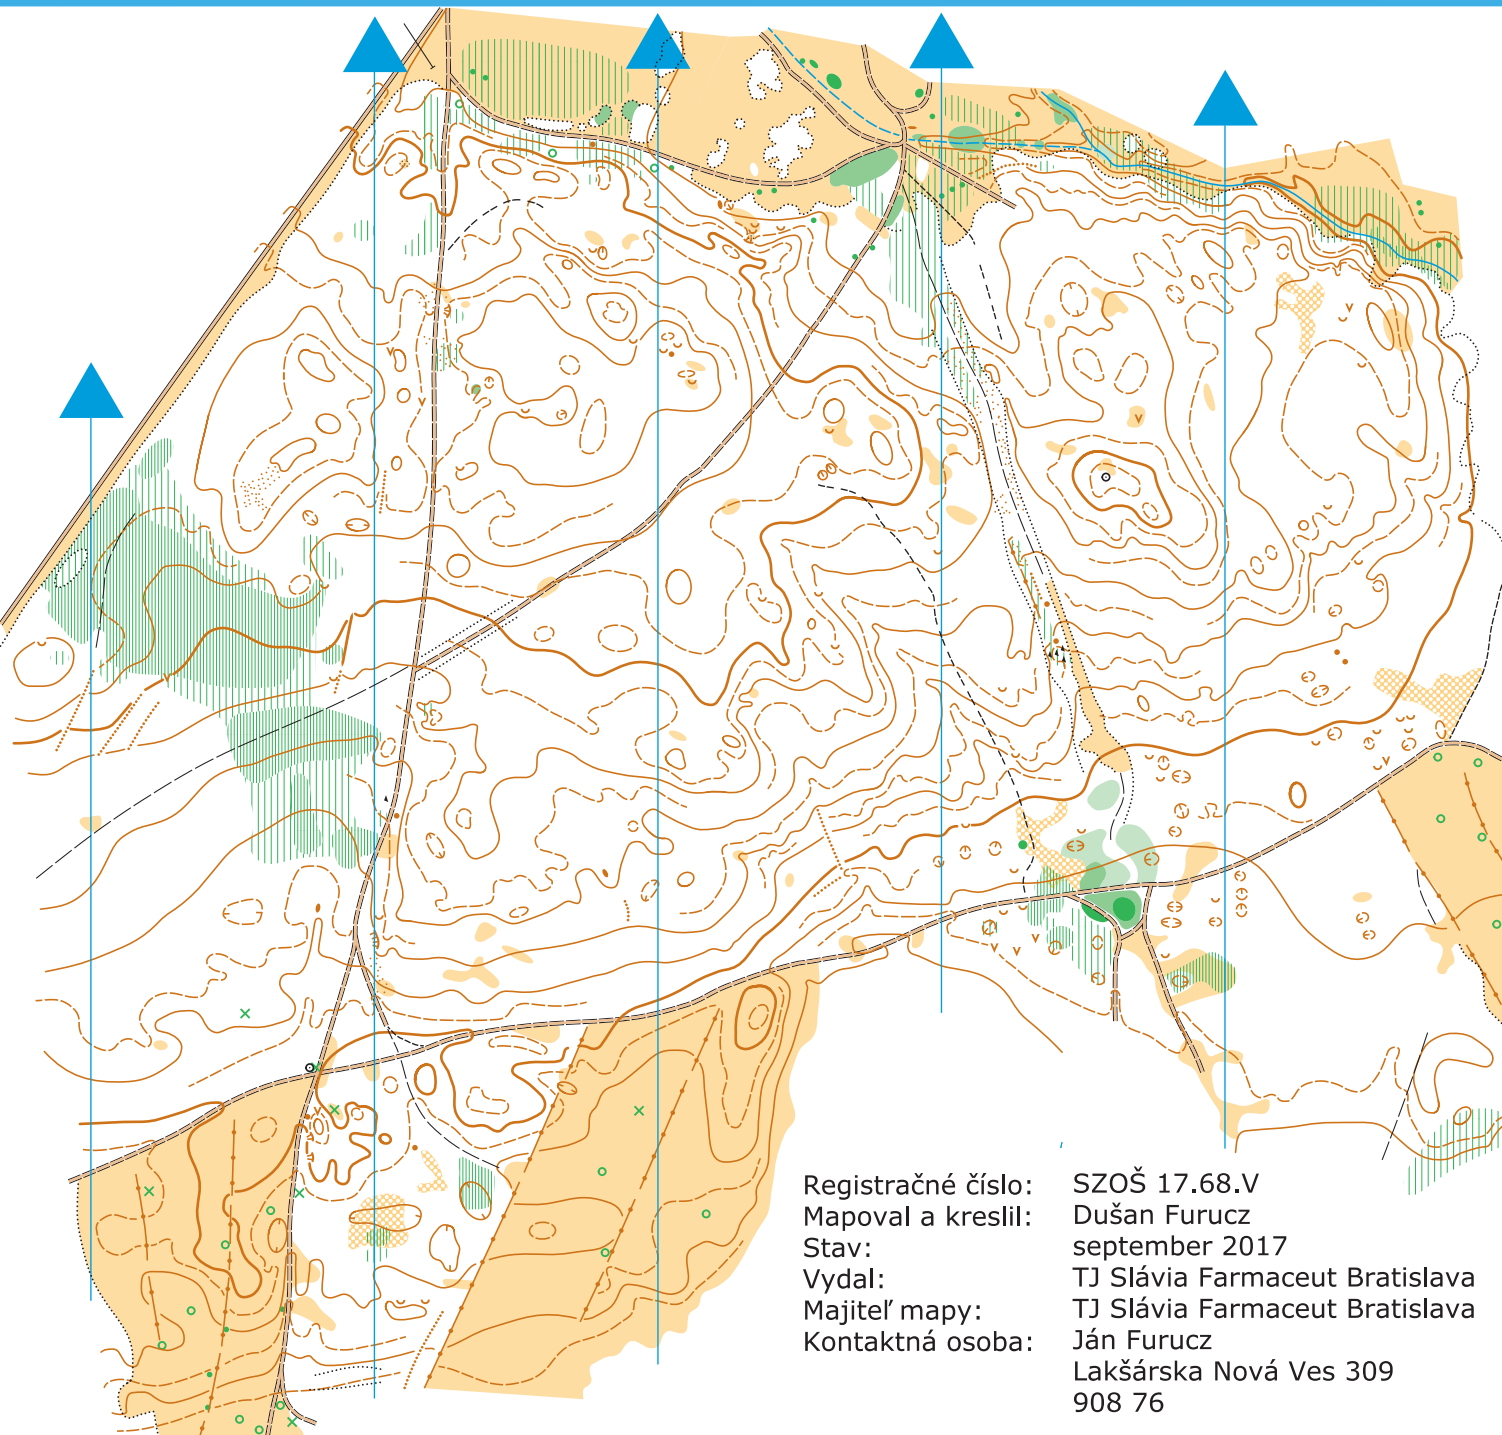 Registračné číslo: SZOŠ 17.68.V
Mapoval a kreslil: Dušan Furucz
Stav: september 2017
Vydal: TJ Slávia Farmaceut Bratislava
Majiteľ mapy: TJ Slávia Farmaceut Bratislava
Kontaktná osoba: Ján Furucz
Lakšárska Nová Ves 309
908 76